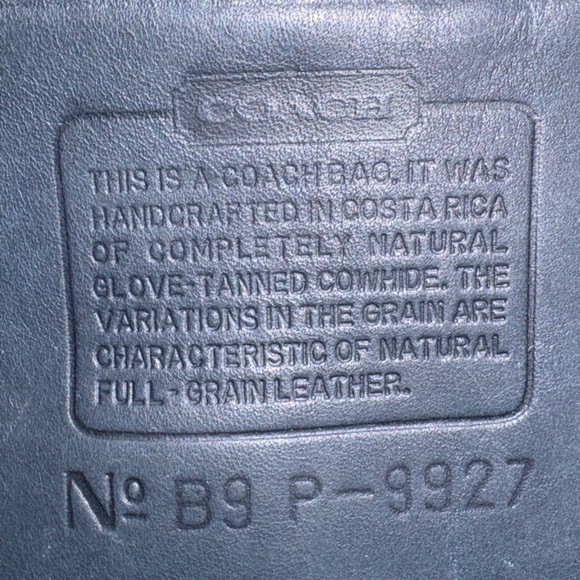 COACH
THIS IS A COACH BAG. IT WAS
HANDCRAFTED IN COSTA RICA
OF COMPLETELY NATURAL
GLOVE-TANNED COWHIDE. THE
VARIATIONS IN THE GRAIN ARE
CHARACTERISTIC OF NATURAL
FULL-GRAIN LEATHER.
Nº B9 P-9927